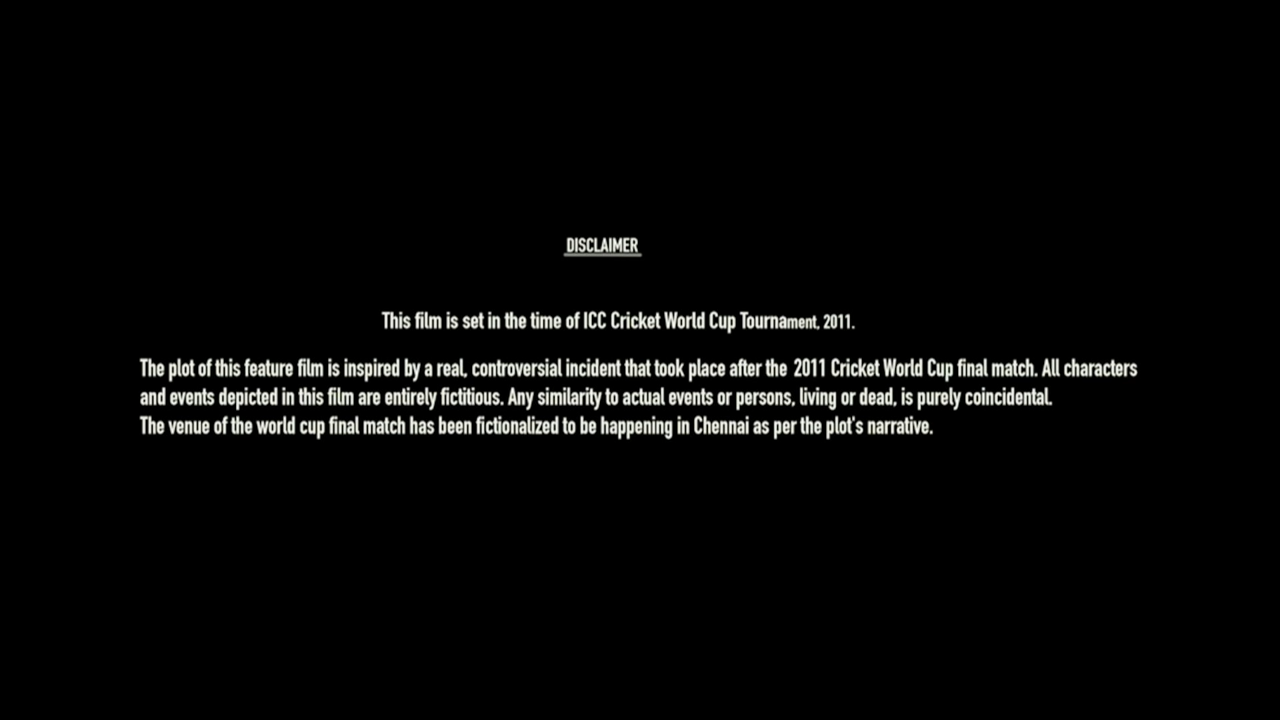 DISCLAIMER
This film is set in the time of ICC Cricket World Cup Tournament, 2011.
The plot of this feature film is inspired by a real, controversial incident that took place after the 2011 Cricket World Cup final match. All characters
and events depicted in this film are entirely fictitious. Any similarity to actual events or persons, living or dead, is purely coincidental.
The venue of the world cup final match has been fictionalized to be happening in Chennai as per the plot's narrative.